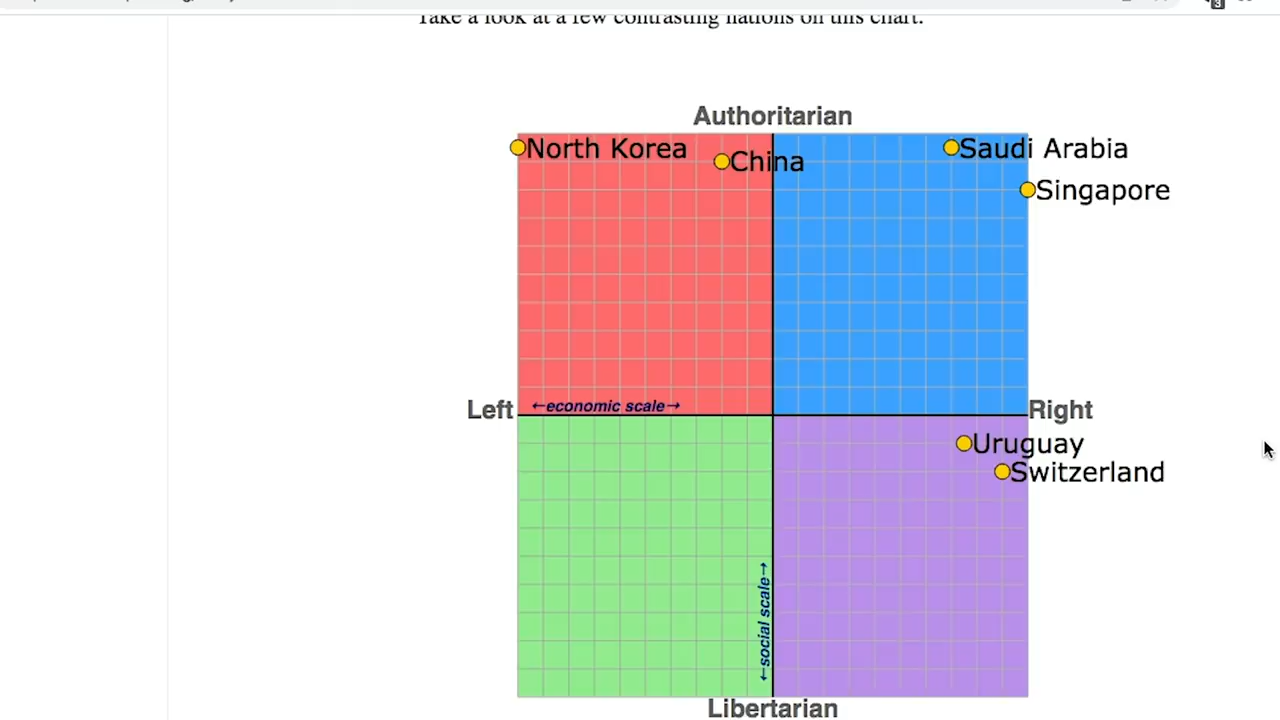 Take a look at a few contrasting nations on this chart.
3
Authoritarian
North Korea
Saudi Arabia
China
Singapore
←economic scale→
Left
Right
Uruguay
Switzerland
←social scale→
Libertarian